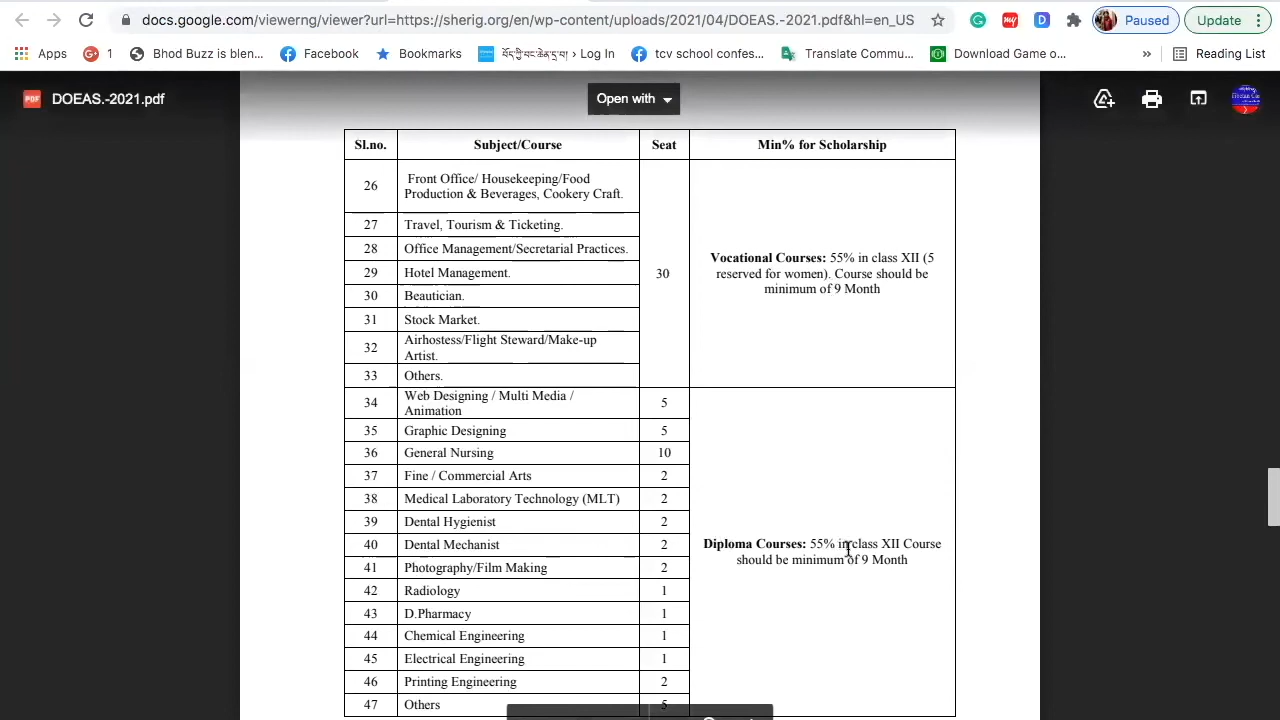 docs.google.com/viewerng/viewer?url=https://sherig.org/en/wp-content/uploads/2021/04/DOEAS.-2021.pdf&hl=en_US
Paused
Update
Apps
1
Bhod Buzz is blen...
Facebook
Bookmarks
› Log In
tcv school confes...
Translate Commu...
Download Game o...
»
Reading List
PDF
DOEAS.-2021.pdf
Open with
Sl.no. Subject/Course Seat Min% for Scholarship
26 Front Office/ Housekeeping/Food
Production & Beverages, Cookery Craft.
27 Travel, Tourism & Ticketing.
28 Office Management/Secretarial Practices.
29 Hotel Management.
30 Beautician.
31 Stock Market.
32 Airhostess/Flight Steward/Make-up
Artist.
33 Others.
30
Vocational Courses: 55% in class XII (5
reserved for women). Course should be
minimum of 9 Month
34 Web Designing / Multi Media /
Animation 5
35 Graphic Designing 5
36 General Nursing 10
37 Fine / Commercial Arts 2
38 Medical Laboratory Technology (MLT) 2
39 Dental Hygienist 2
40 Dental Mechanist 2
41 Photography/Film Making 2
42 Radiology 1
43 D.Pharmacy 1
44 Chemical Engineering 1
45 Electrical Engineering 1
46 Printing Engineering 2
47 Others 5
Diploma Courses: 55% in class XII Course
should be minimum of 9 Month